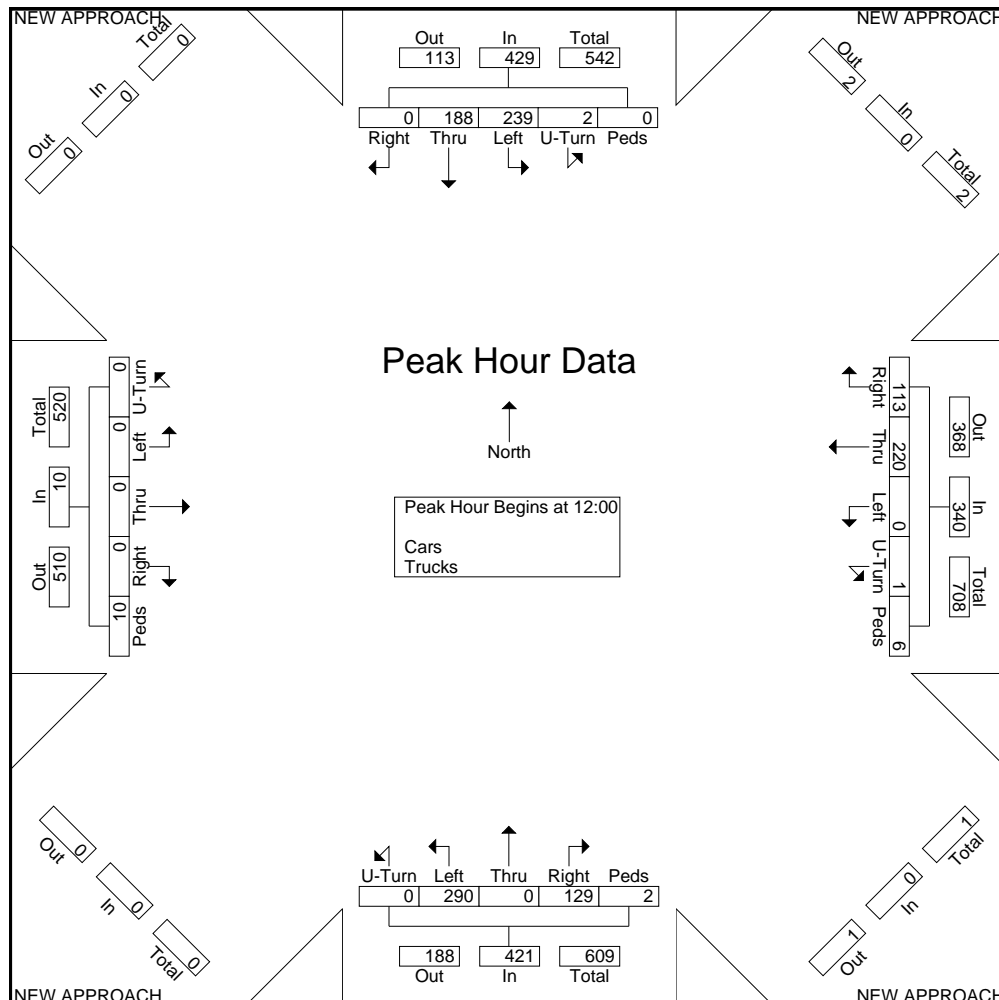 NEW APPROACH
NEW APPROACH
Total 0
In 0
Out 0
Out In Total
113 429 542
0 188 239 2 0
Right Thru Left U-Turn Peds
Out 2
In 0
Total 2
Peak Hour Data
North
Peak Hour Begins at 12:00
Cars
Trucks
Total 520
In 10
Out 510
0 U-Turn
0 Left
0 Thru
0 Right
10 Peds
Right 113
Thru 220
Left 0
U-Turn 1
Peds 6
Out 368
In 340
Total 708
U-Turn Left Thru Right Peds
0 290 0 129 2
188 421 609
Out In Total
Out 0
In 0
Total 0
Total 1
In 0
Out 1
NEW APPROACH
NEW APPROACH